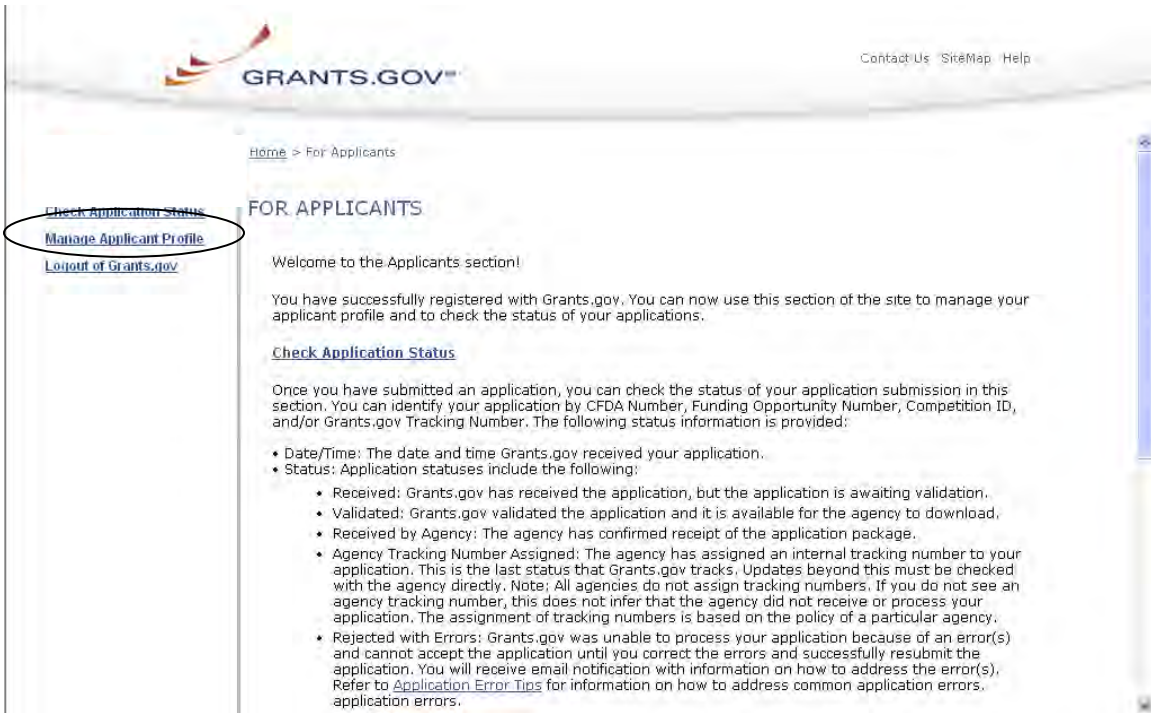 GRANTS.GOV℠
Contact Us SiteMap Help
Home > For Applicants
Check Application Status
Manage Applicant Profile
Logout of Grants.gov
FOR APPLICANTS
Welcome to the Applicants section!
You have successfully registered with Grants.gov. You can now use this section of the site to manage your
applicant profile and to check the status of your applications.
Check Application Status
Once you have submitted an application, you can check the status of your application submission in this
section. You can identify your application by CFDA Number, Funding Opportunity Number, Competition ID,
and/or Grants.gov Tracking Number. The following status information is provided:
• Date/Time: The date and time Grants.gov received your application.
• Status: Application statuses include the following:
• Received: Grants.gov has received the application, but the application is awaiting validation.
• Validated: Grants.gov validated the application and it is available for the agency to download.
• Received by Agency: The agency has confirmed receipt of the application package.
• Agency Tracking Number Assigned: The agency has assigned an internal tracking number to your
application. This is the last status that Grants.gov tracks. Updates beyond this must be checked
with the agency directly. Note: All agencies do not assign tracking numbers. If you do not see an
agency tracking number, this does not infer that the agency did not receive or process your
application. The assignment of tracking numbers is based on the policy of a particular agency.
• Rejected with Errors: Grants.gov was unable to process your application because of an error(s)
and cannot accept the application until you correct the errors and successfully resubmit the
application. You will receive email notification with information on how to address the error(s).
Refer to Application Error Tips for information on how to address common application errors.
application errors.